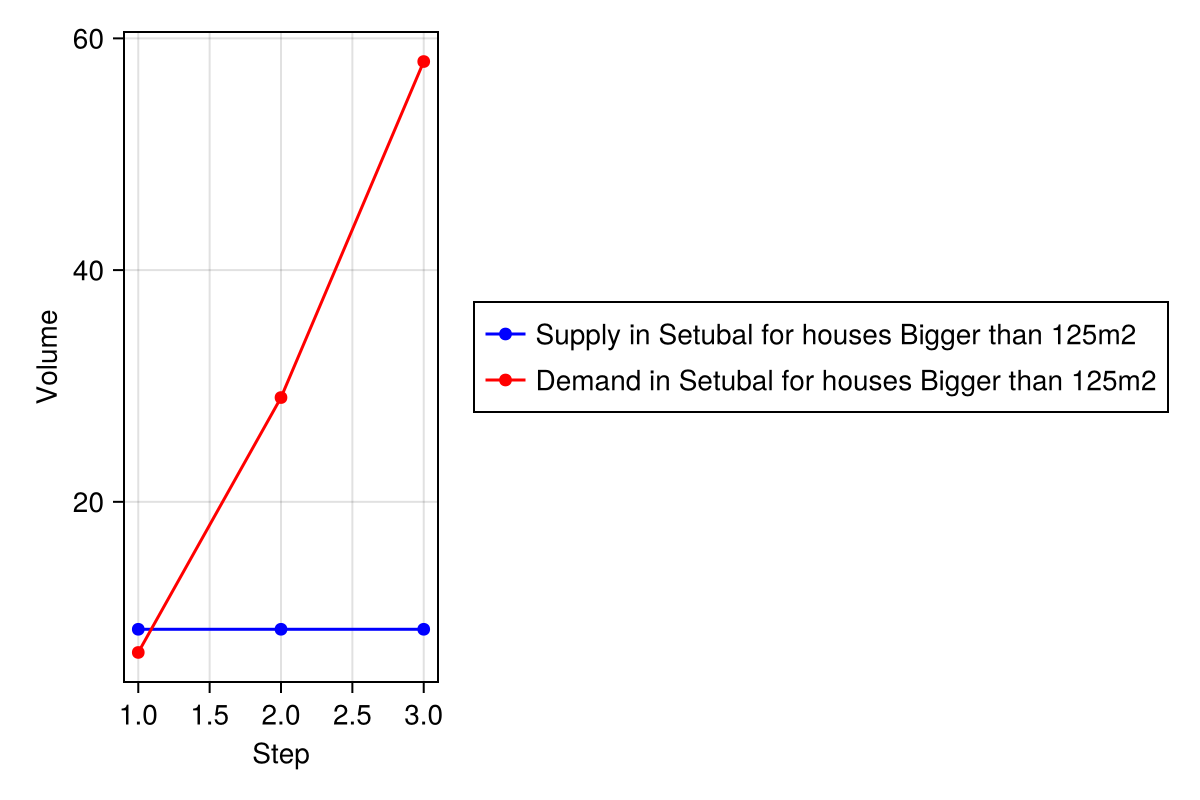 60
40
20
Volume
1.0 1.5 2.0 2.5 3.0
Step
Supply in Setubal for houses Bigger than 125m2
Demand in Setubal for houses Bigger than 125m2